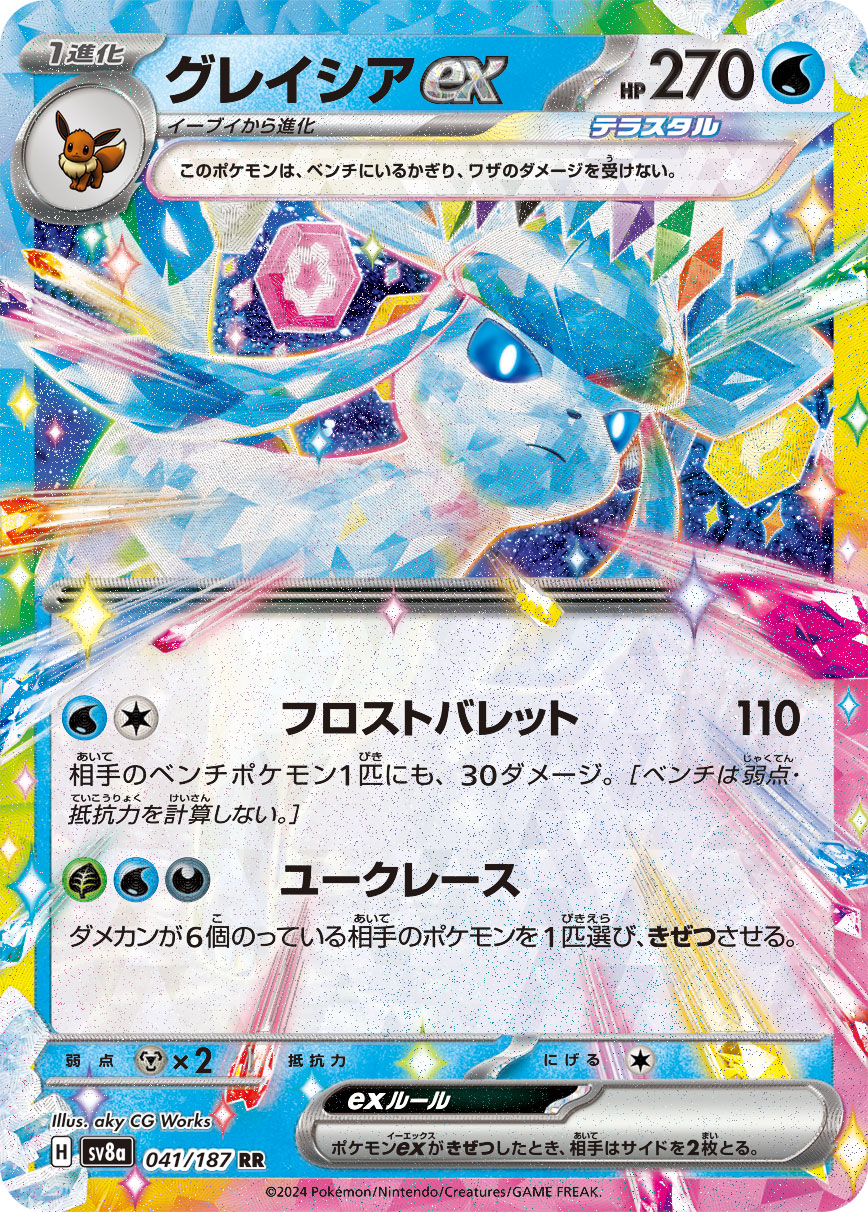 1進化
グレイシアex
HP270
イーブイから進化
テラスタル
このポケモンは、ベンチにいるかぎり、ワザのダメージを受けない。
フロストバレット 110
相手のベンチポケモン1匹にも、30ダメージ。[ベンチは弱点・
抵抗力を計算しない。]
ユークレース
ダメカンが6個のっている相手のポケモンを1匹選び、きぜつさせる。
弱点 ×2 抵抗力 にげる
exルール
ポケモンexがきぜつしたとき、相手はサイドを2枚とる。
Illus. aky CG Works
H sv8a 041/187 RR
©2024 Pokémon/Nintendo/Creatures/GAME FREAK.